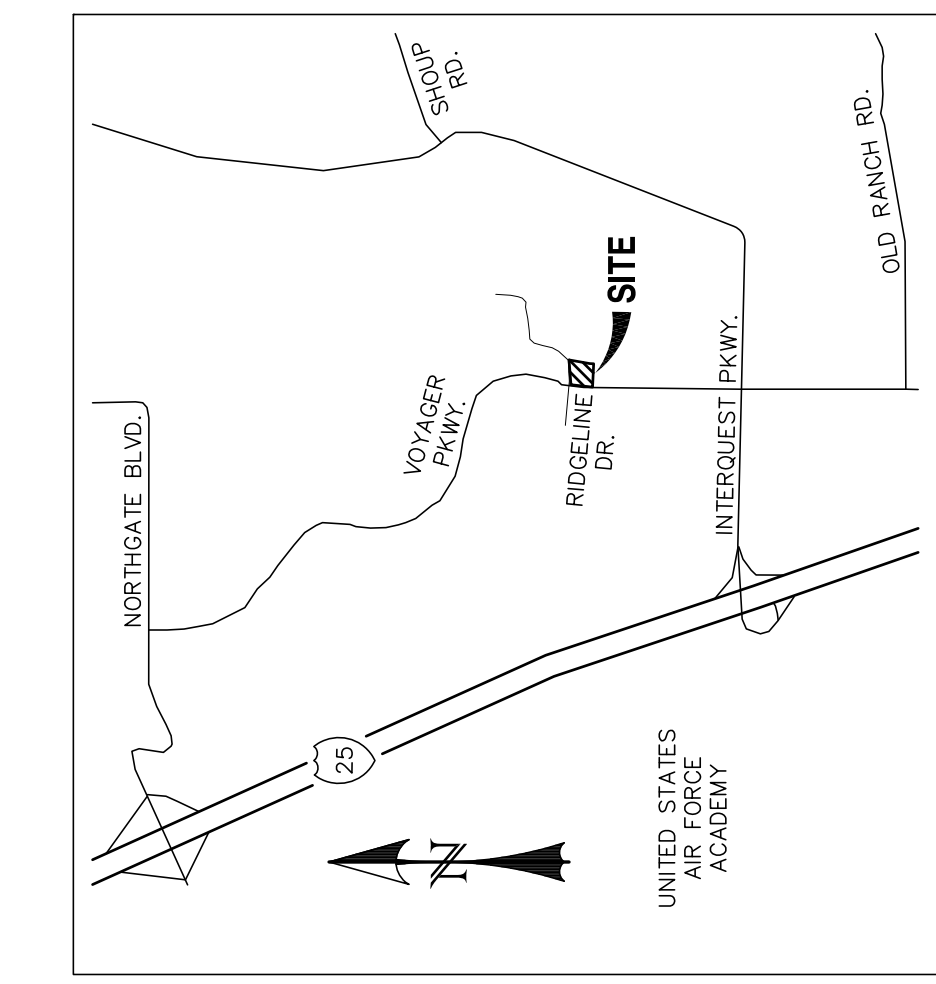 SHOUP
RD.
OLD RANCH RD.
SITE
INTERQUEST PKWY.
VOYAGER
PKWY.
RIDGELINE
DR.
NORTHGATE BLVD.
25
N
UNITED STATES
AIR FORCE
ACADEMY